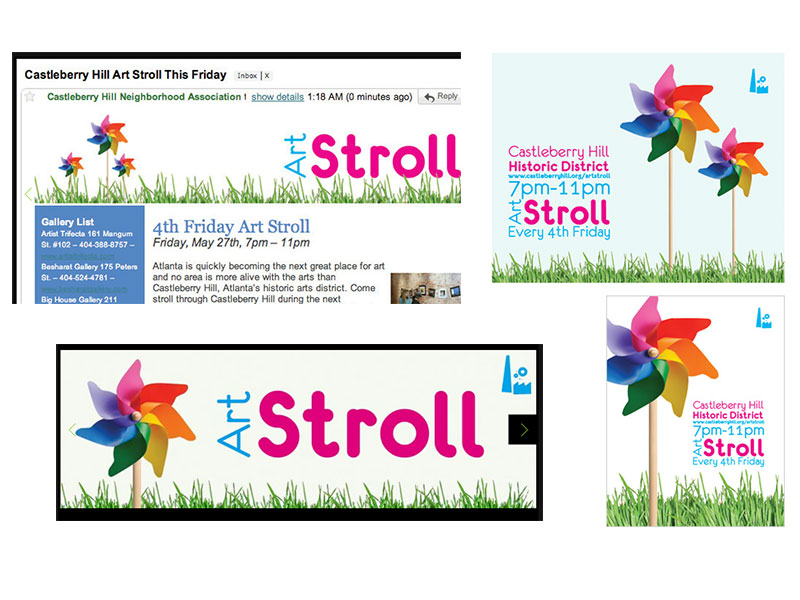 Castleberry Hill Art Stroll This Friday Inbox | X
Castleberry Hill Neighborhood Association t show details 1:18 AM (0 minutes ago) Reply
Art Stroll
Gallery List
Artist Trifecta 161 Mangum
St. #102 – 404-388-8757 –
www.artisttrifecta.com
Besharat Gallery 175 Peters
St. – 404-524-4781 –
www.besharatgallery.com
Big House Gallery 211
4th Friday Art Stroll
Friday, May 27th, 7pm – 11pm
Atlanta is quickly becoming the next great place for art
and no area is more alive with the arts than
Castleberry Hill, Atlanta's historic arts district. Come
stroll through Castleberry Hill during the next
Castleberry Hill
Historic District
www.castleberryhill.org/artstroll
7pm-11pm
Art Stroll
Every 4th Friday
Art Stroll
Castleberry Hill
Historic District
www.castleberryhill.org/artstroll
7pm-11pm
Art Stroll
Every 4th Friday